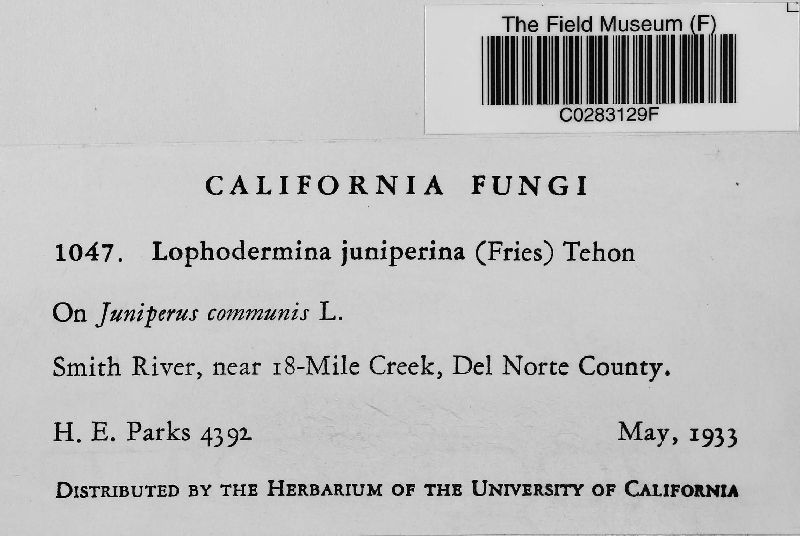 The Field Museum (F)
C0283129F
CALIFORNIA FUNGI
1047. Lophodermina juniperina (Fries) Tehon
On Juniperus communis L.
Smith River, near 18-Mile Creek, Del Norte County.
H. E. Parks 4392 May, 1933
DISTRIBUTED BY THE HERBARIUM OF THE UNIVERSITY OF CALIFORNIA